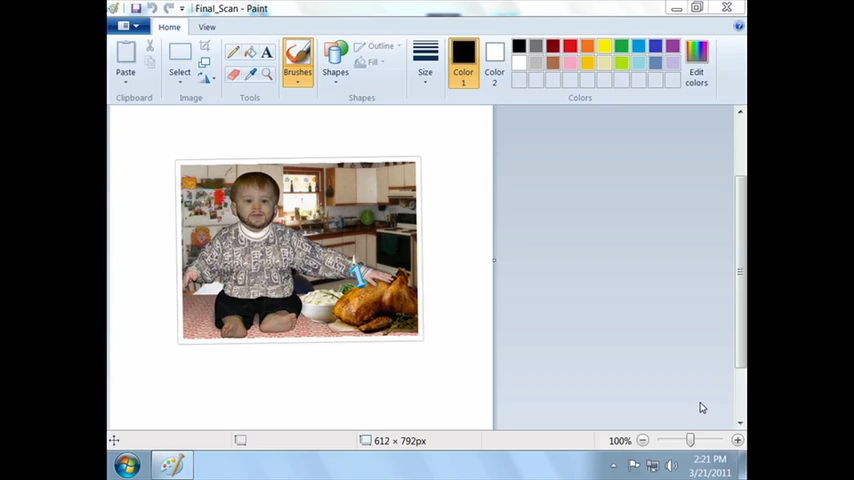 Final_Scan - Paint
Home View
Paste Select Brushes Shapes Outline Fill Size Color 1 Color 2 Edit colors
Clipboard Image Tools Shapes Colors
1
612 × 792px 100%
2:21 PM
3/21/2011